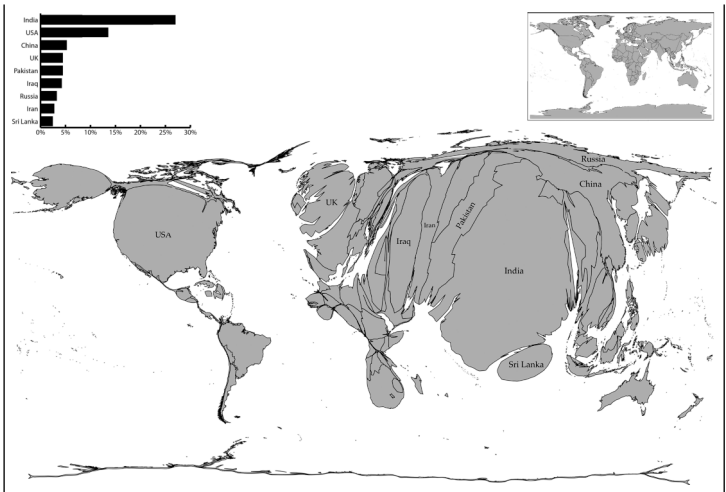 India
USA
China
UK
Pakistan
Iraq
Russia
Iran
Sri Lanka
0% 5% 10% 15% 20% 25% 30%
Russia
China
UK
Iran
Pakistan
USA
Iraq
India
Sri Lanka